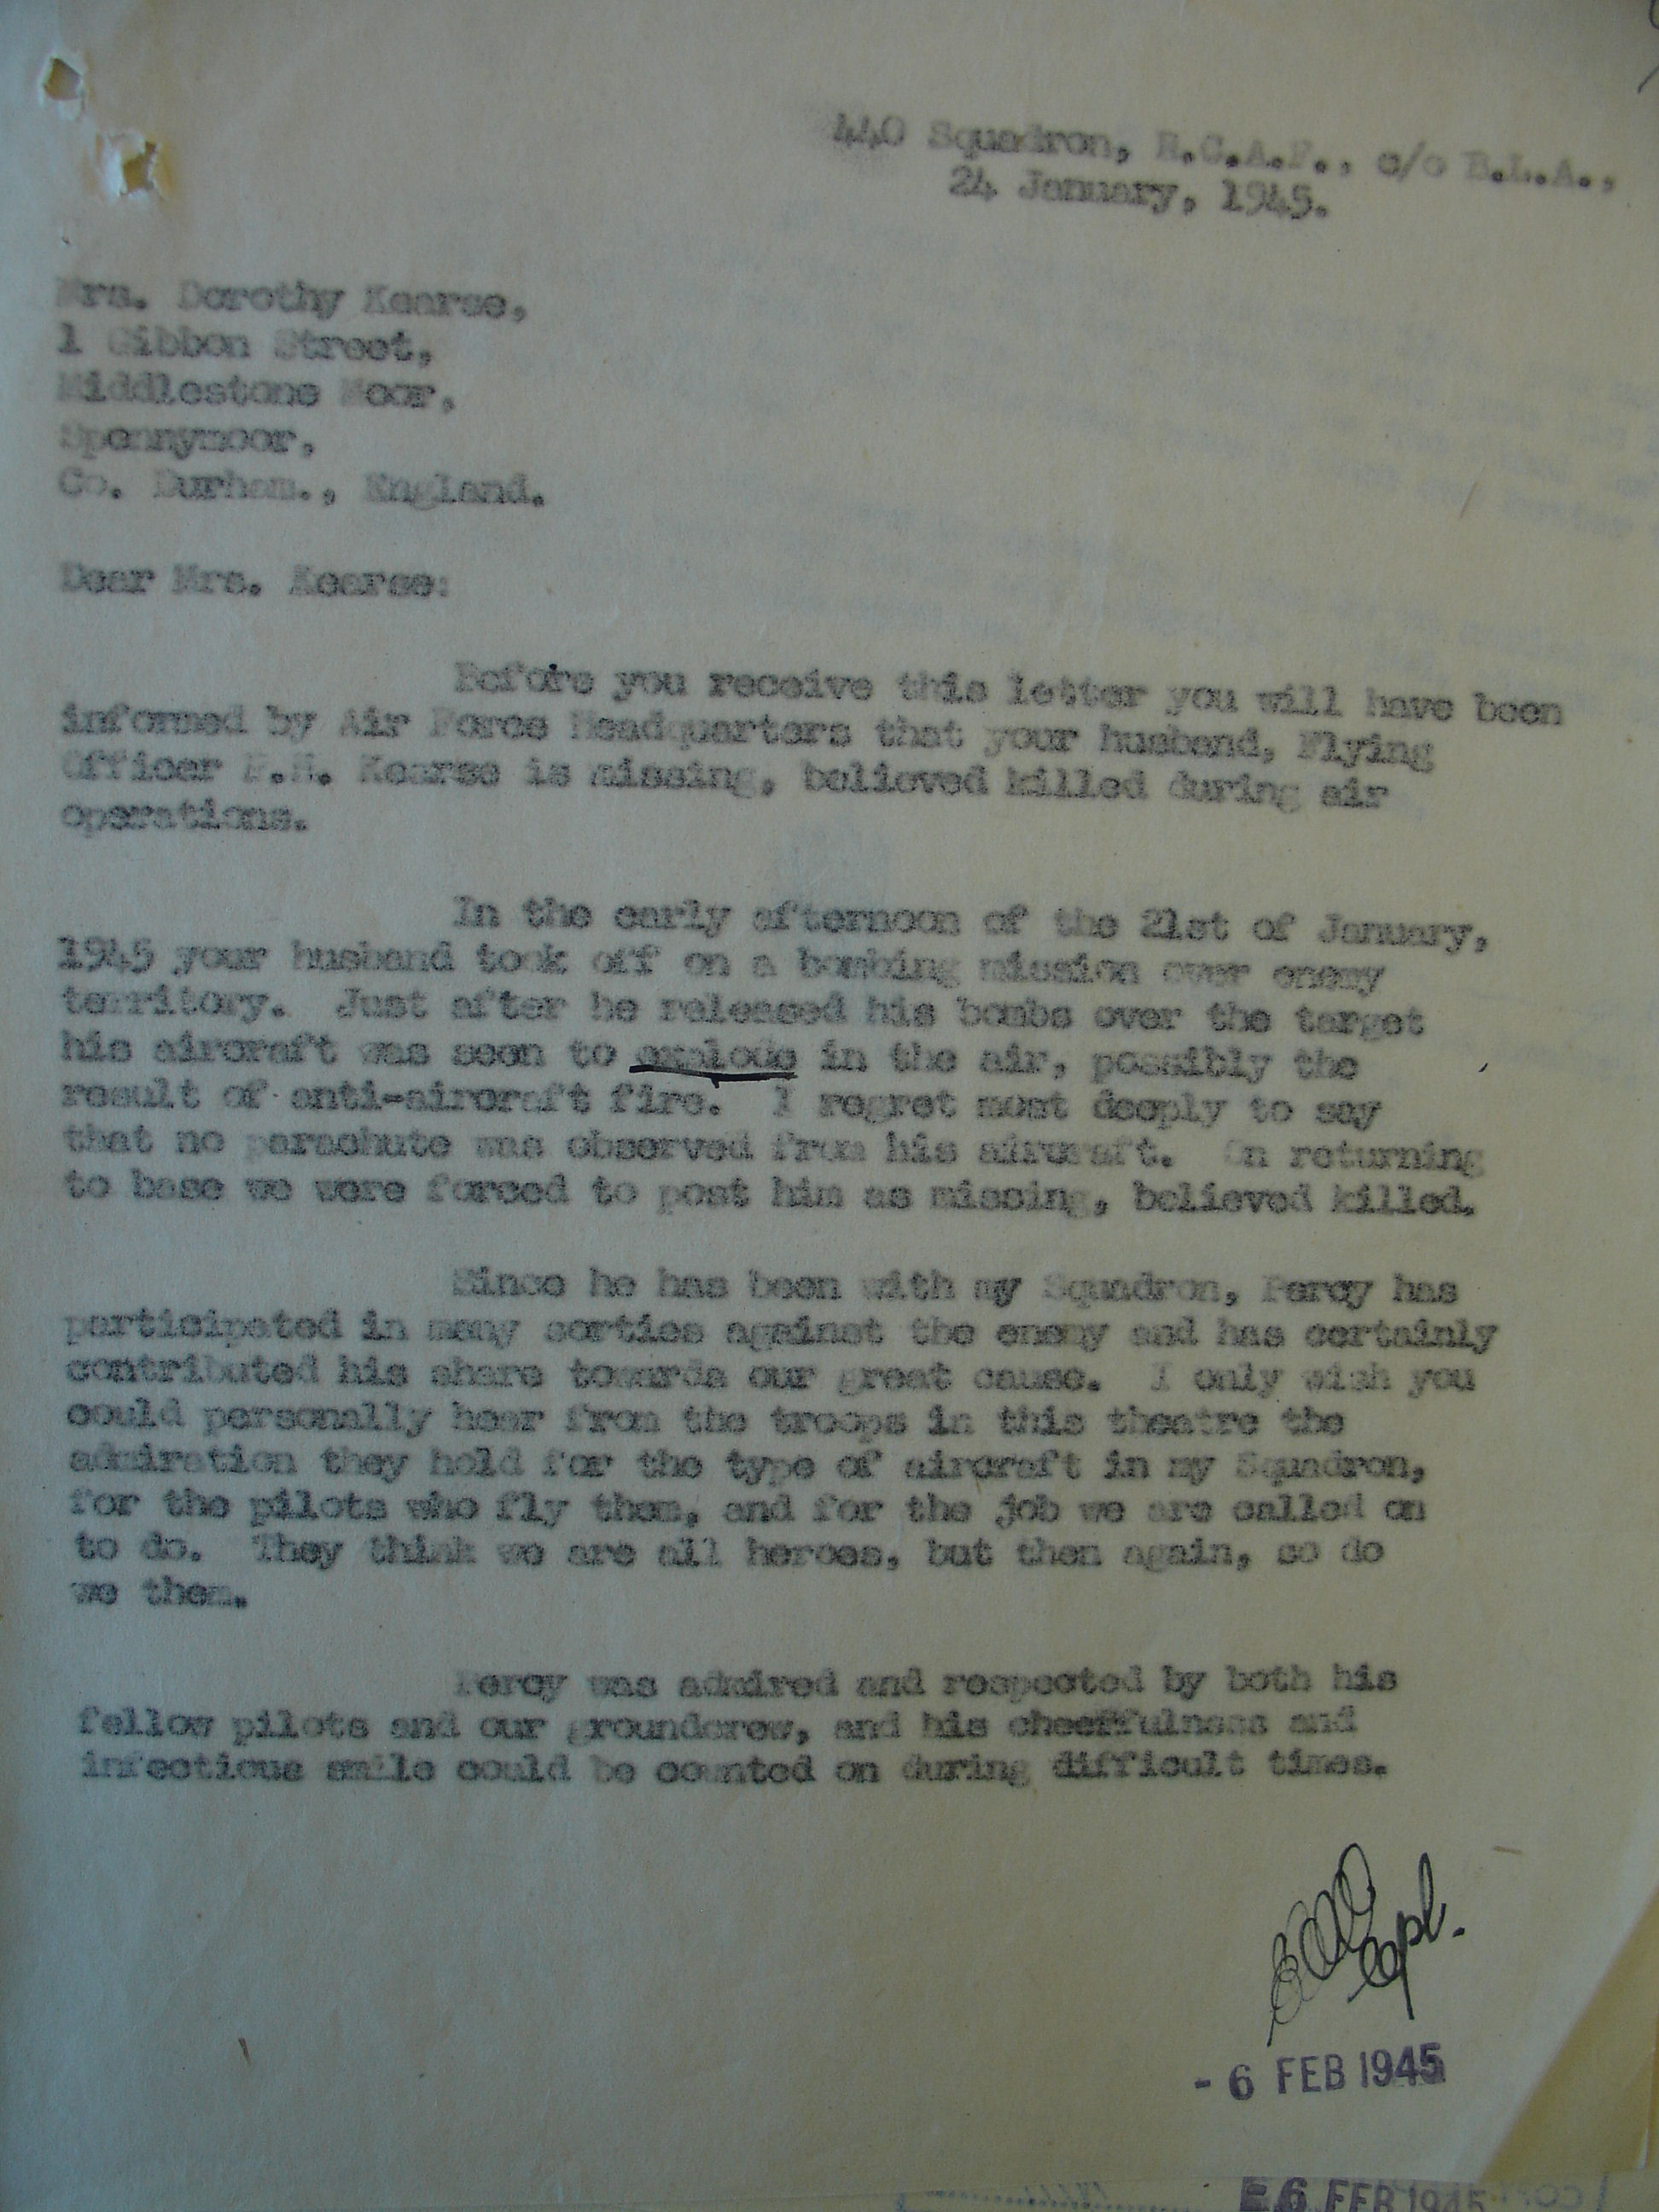 440 Squadron, R.C.A.F., c/o B.L.A.,
24 January, 1945.
Mrs. Dorothy Kearse,
1 Gibbon Street,
Middlestone Moor,
Spennymoor,
Co. Durham., England.
Dear Mrs. Kearse:
Before you receive this letter you will have been
informed by Air Force Headquarters that your husband, Flying
Officer P.H. Kearse is missing, believed killed during air
operations.
In the early afternoon of the 21st of January,
1945 your husband took off on a bombing mission over enemy
territory. Just after he released his bombs over the target
his aircraft was seen to explode in the air, possibly the
result of anti-aircraft fire. I regret most deeply to say
that no parachute was observed from his aircraft. On returning
to base we were forced to post him as missing, believed killed.
Since he has been with my Squadron, Percy has
participated in many sorties against the enemy and has certainly
contributed his share towards our great cause. I only wish you
could personally hear from the troops in this theatre the
admiration they hold for the type of aircraft in my Squadron,
for the pilots who fly them, and for the job we are called on
to do. They think we are all heroes, but then again, so do
we them.
Percy was admired and respected by both his
fellow pilots and our groundcrew, and his cheerfulness and
infectious smile could be counted on during difficult times.
Cpl.
- 6 FEB 1945
6 FEB 1945